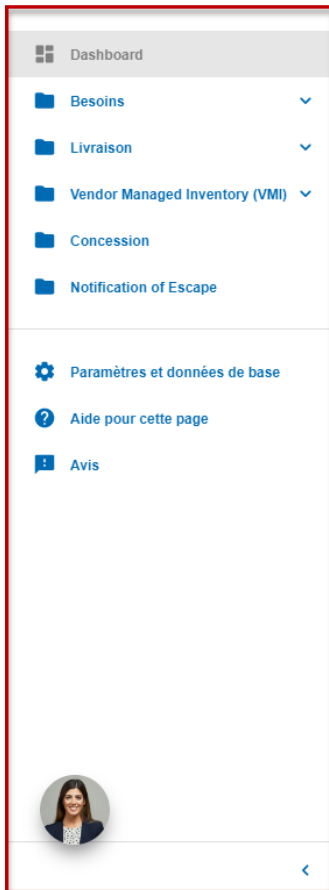 Dashboard
Besoins
Livraison
Vendor Managed Inventory (VMI)
Concession
Notification of Escape
Paramètres et données de base
Aide pour cette page
Avis